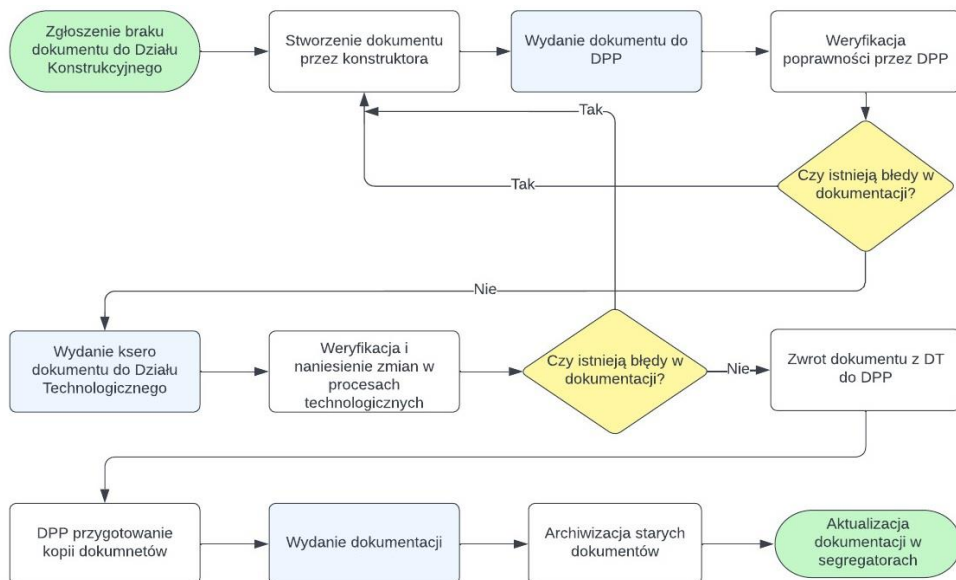 Zgłoszenie braku
dokumentu do Działu
Konstrukcyjnego
Stworzenie dokumentu
przez konstruktora
Wydanie dokumentu do
DPP
Weryfikacja
poprawności przez DPP
Tak
Czy istnieją błędy w
dokumentacji?
Tak
Nie
Wydanie ksero
dokumentu do Działu
Technologicznego
Weryfikacja i
naniesienie zmian w
procesach
technologicznych
Czy istnieją błędy w
dokumentacji?
Nie
Zwrot dokumentu z DT
do DPP
DPP przygotowanie
kopii dokumnetów
Wydanie dokumentacji
Archiwizacja starych
dokumentów
Aktualizacja
dokumentacji w
segregatorach